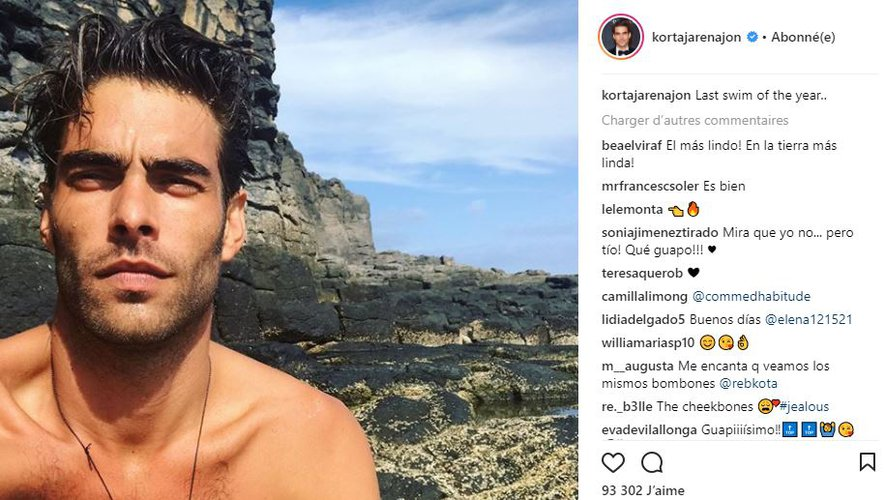 kortajarenajon • Abonné(e)
kortajarenajon Last swim of the year..
Charger d’autres commentaires
beaelviraf El más lindo! En la tierra más
linda!
mrfrancescsoler Es bien
lelemonta 👈🔥
soniajimeneztirado Mira que yo no... pero
tío! Qué guapo!!! ♥
teresaquerob ♥
camillalimong @commedhabitude
lidiadelgado5 Buenos días @elena121521
williamariasp10 😊😘👌
m__augusta Me encanta q veamos los
mismos bombones @rebkota
re._b3lle The cheekbones 😩💘#jealous
evadevilallonga Guapiiiísimo!!🔝🔝🙆😘
93 302 J’aime